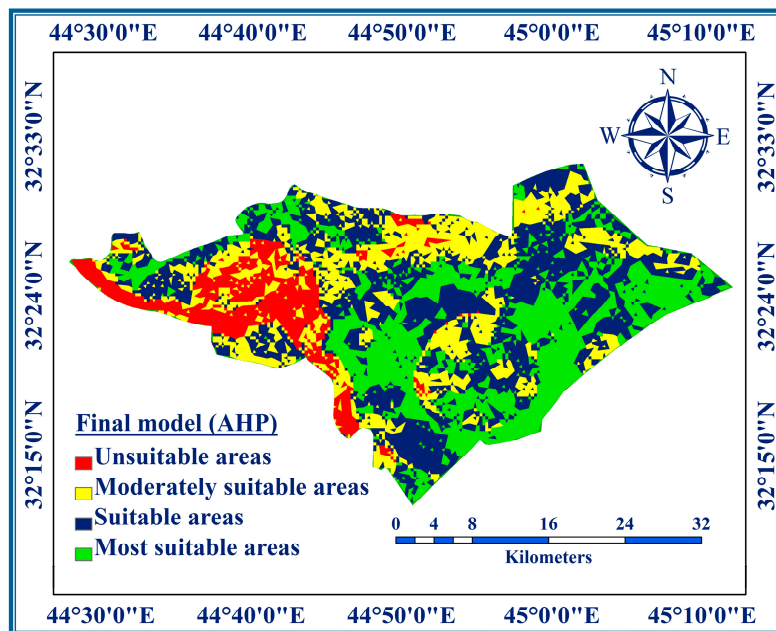 44°30'0"E 44°40'0"E 44°50'0"E 45°0'0"E 45°10'0"E
32°33'0"N
32°24'0"N
32°15'0"N
N
W E
S
32°33'0"N
32°24'0"N
32°15'0"N
Final model (AHP)
Unsuitable areas
Moderately suitable areas
Suitable areas
Most suitable areas
0 2 4 8 16 24 32
Kilometers
44°30'0"E 44°40'0"E 44°50'0"E 45°0'0"E 45°10'0"E